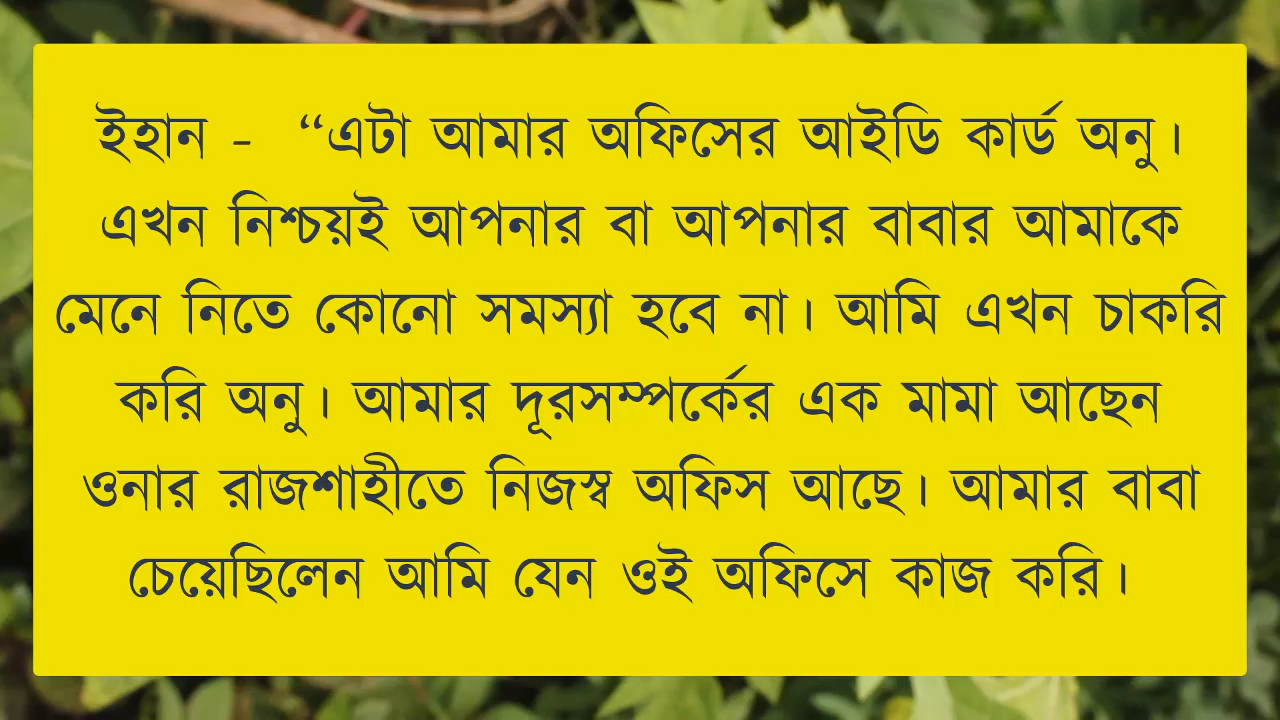 ইহান - “এটা আমার অফিসের আইডি কার্ড অনু।
এখন নিশ্চয়ই আপনার বা আপনার বাবার আমাকে
মেনে নিতে কোনো সমস্যা হবে না। আমি এখন চাকরি
করি অনু। আমার দূরসম্পর্কের এক মামা আছেন
ওনার রাজশাহীতে নিজস্ব অফিস আছে। আমার বাবা
চেয়েছিলেন আমি যেন ওই অফিসে কাজ করি।